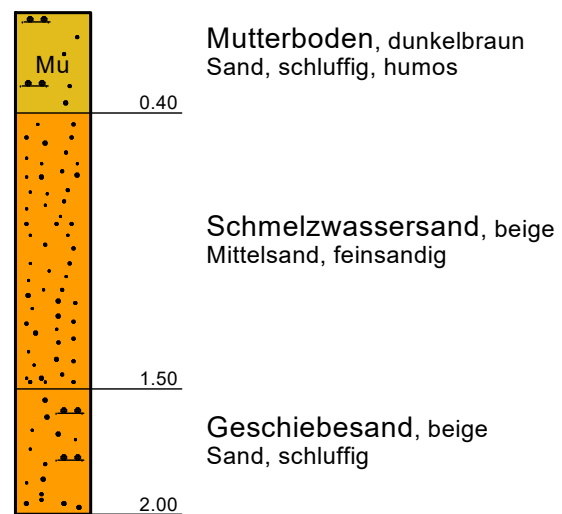 Mutterboden, dunkelbraun
Sand, schluffig, humos
Mu
0.40
Schmelzwassersand, beige
Mittelsand, feinsandig
1.50
Geschiebesand, beige
Sand, schluffig
2.00